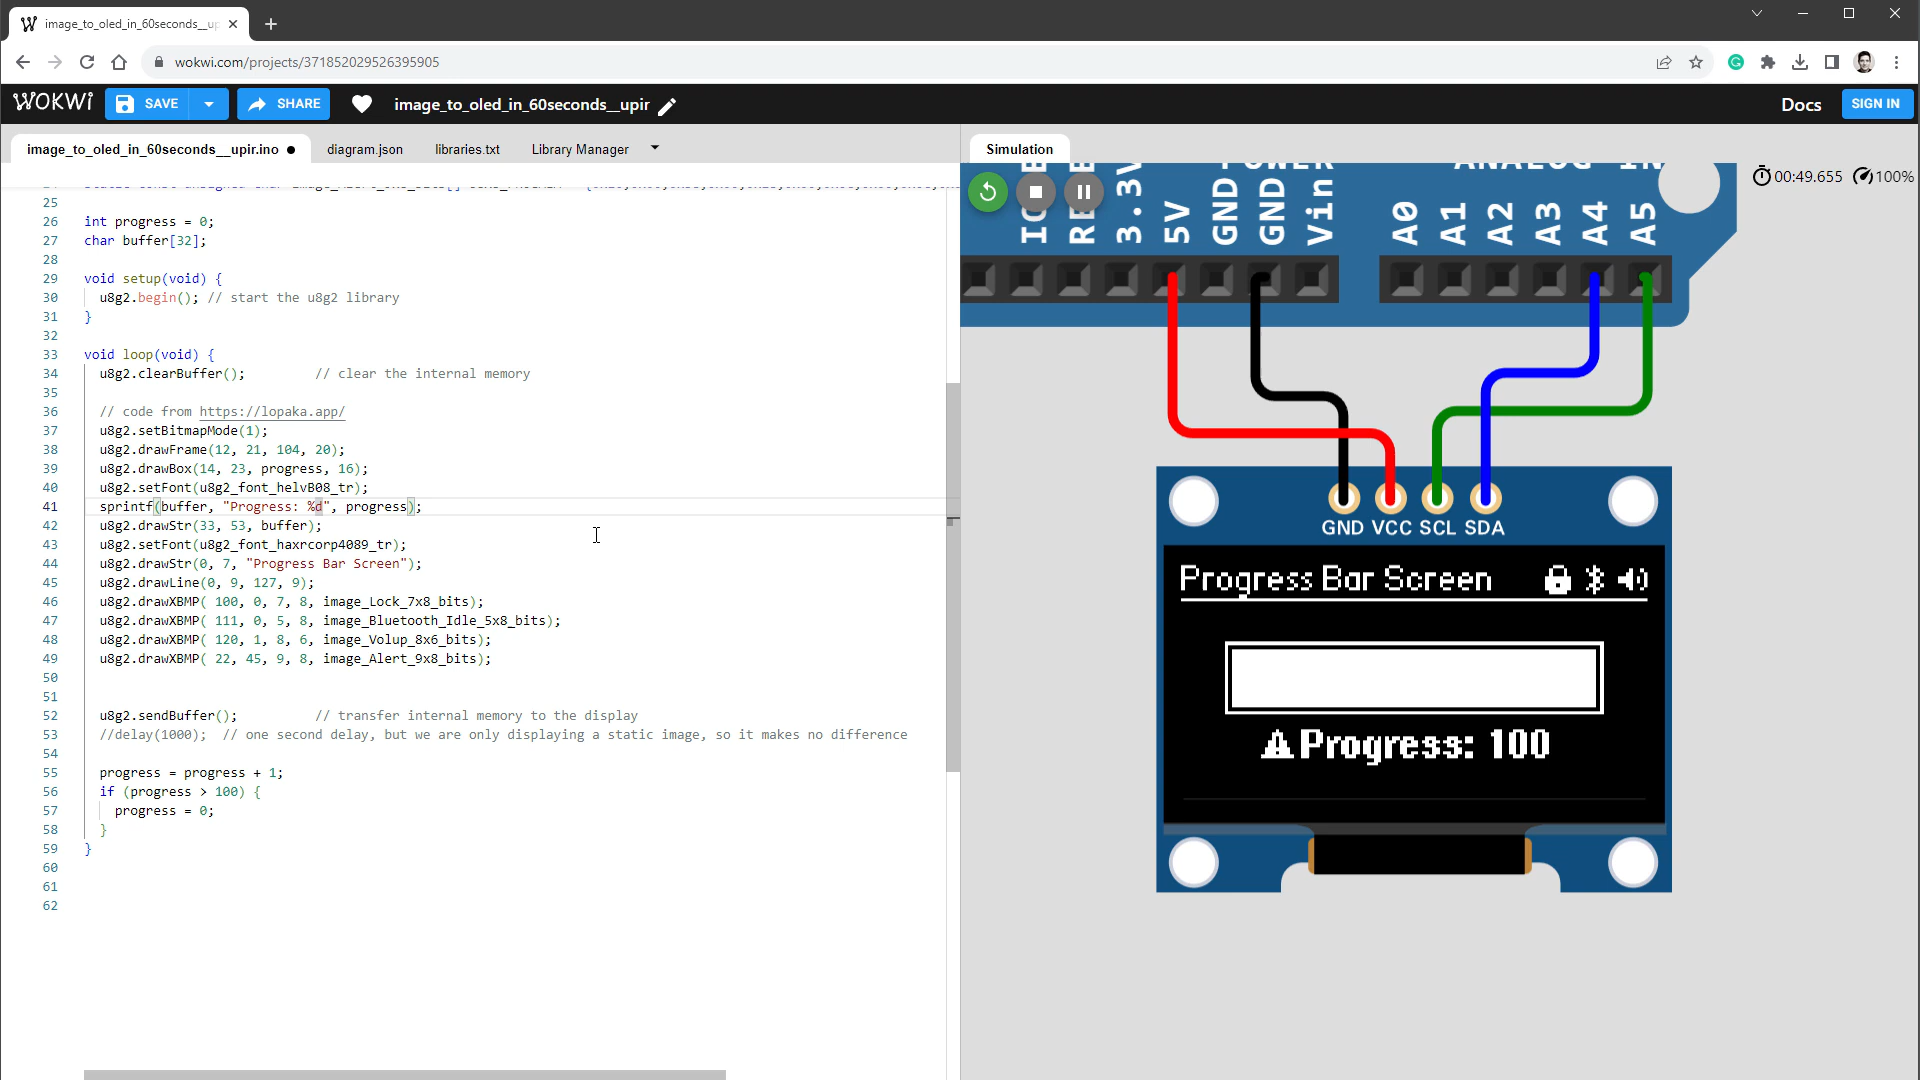 image_to_oled_in_60seconds__up
wokwi.com/projects/371852029526395905
WOKWI SAVE SHARE image_to_oled_in_60seconds__upir Docs SIGN IN
image_to_oled_in_60seconds__upir.ino diagram.json libraries.txt Library Manager
25
26 int progress = 0;
27 char buffer[32];
28
29 void setup(void) {
30 u8g2.begin(); // start the u8g2 library
31 }
32
33 void loop(void) {
34 u8g2.clearBuffer(); // clear the internal memory
35
36 // code from https://lopaka.app/
37 u8g2.setBitmapMode(1);
38 u8g2.drawFrame(12, 21, 104, 20);
39 u8g2.drawBox(14, 23, progress, 16);
40 u8g2.setFont(u8g2_font_helvB08_tr);
41 sprintf(buffer, "Progress: %d", progress);
42 u8g2.drawStr(33, 53, buffer);
43 u8g2.setFont(u8g2_font_haxrcorp4089_tr);
44 u8g2.drawStr(0, 7, "Progress Bar Screen");
45 u8g2.drawLine(0, 9, 127, 9);
46 u8g2.drawXBMP( 100, 0, 7, 8, image_Lock_7x8_bits);
47 u8g2.drawXBMP( 111, 0, 5, 8, image_Bluetooth_Idle_5x8_bits);
48 u8g2.drawXBMP( 120, 1, 8, 6, image_Volup_8x6_bits);
49 u8g2.drawXBMP( 22, 45, 9, 8, image_Alert_9x8_bits);
50
51
52 u8g2.sendBuffer(); // transfer internal memory to the display
53 //delay(1000); // one second delay, but we are only displaying a static image, so it makes no difference
54
55 progress = progress + 1;
56 if (progress > 100) {
57 progress = 0;
58 }
59 }
60
61
62
Simulation
00:49.655 100%
3.3V 5V GND GND Vin A0 A1 A2 A3 A4 A5
GND VCC SCL SDA
Progress Bar Screen
Progress: 100